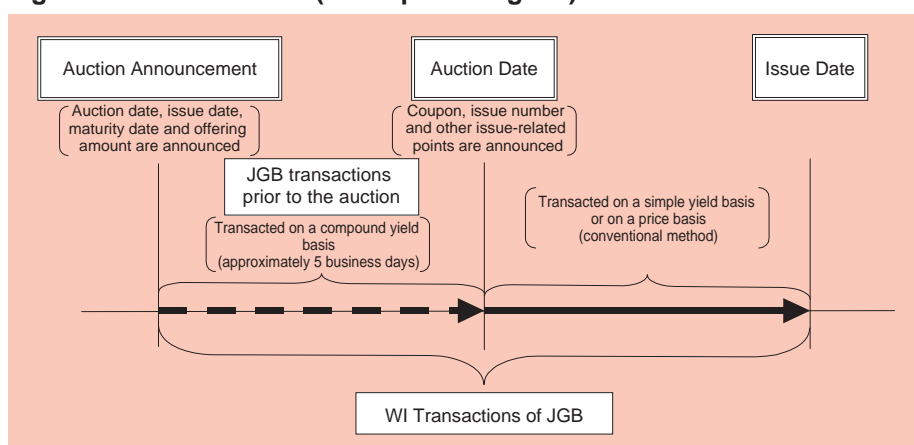 Auction Announcement
Auction Date
Issue Date
Auction date, issue date,
maturity date and offering
amount are announced
Coupon, issue number
and other issue-related
points are announced
JGB transactions
prior to the auction
Transacted on a compound yield
basis
(approximately 5 business days)
Transacted on a simple yield basis
or on a price basis
(conventional method)
WI Transactions of JGB